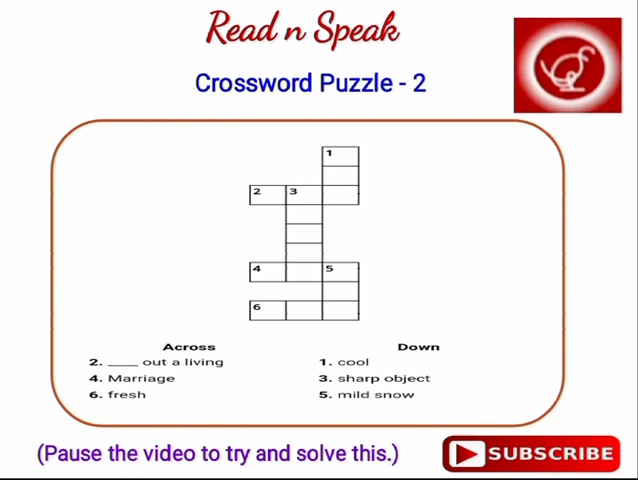 Read n Speak
Crossword Puzzle - 2
1
2 3
4 5
6
Across
2. ____ out a living
4. Marriage
6. fresh
Down
1. cool
3. sharp object
5. mild snow
(Pause the video to try and solve this.)
SUBSCRIBE